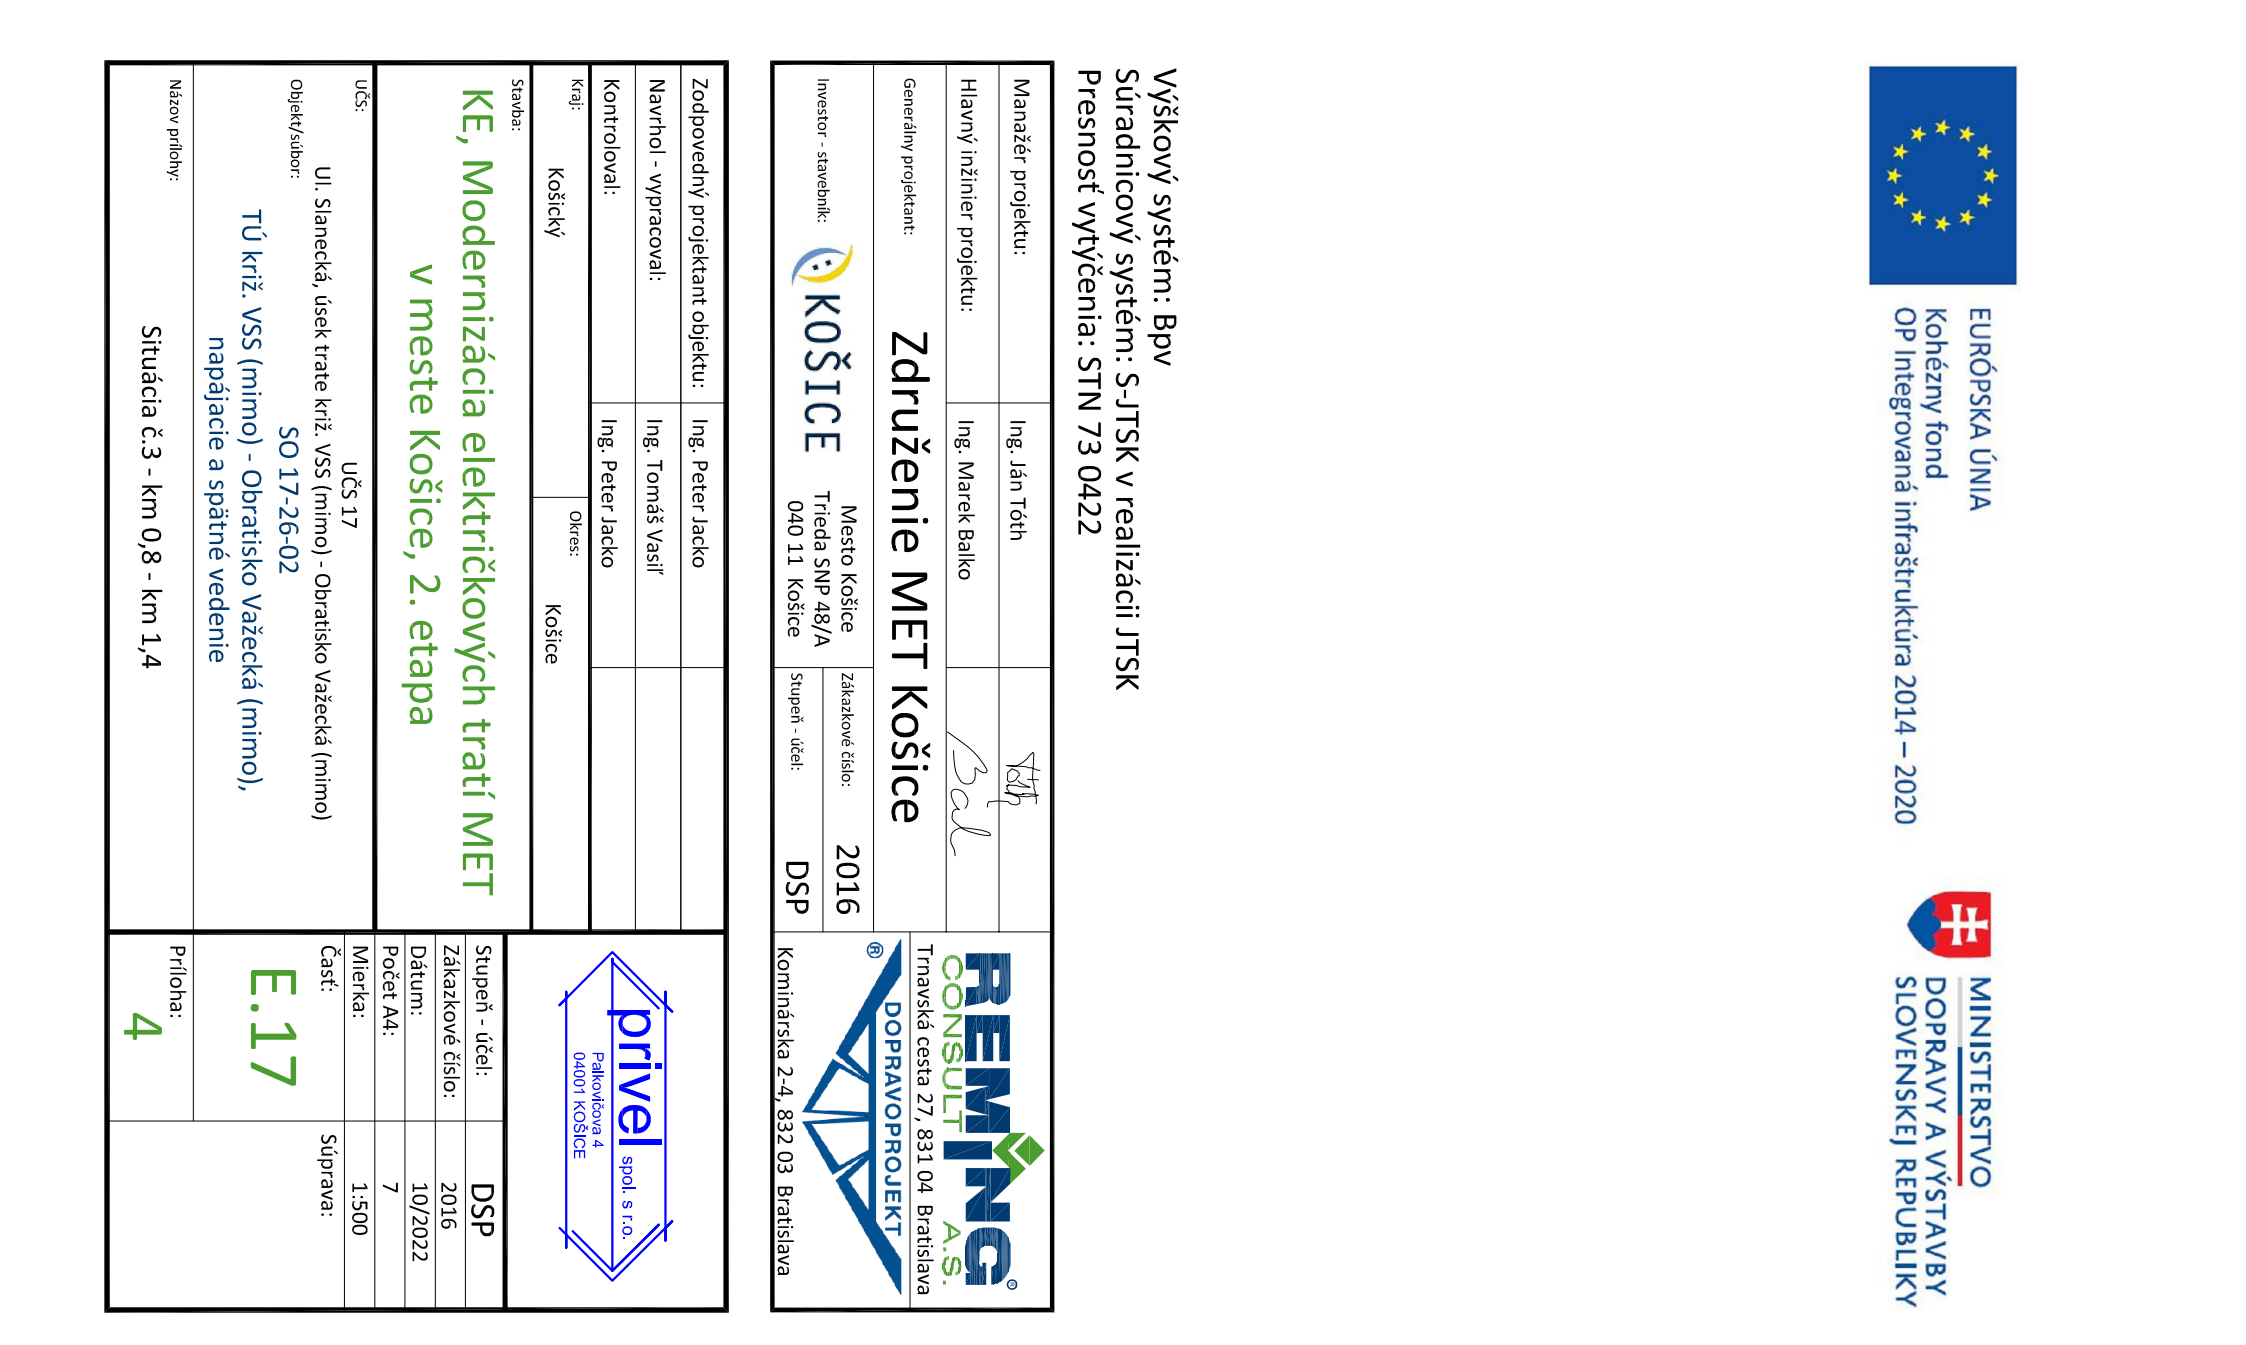 EURÓPSKA ÚNIA
Kohézny fond
OP Integrovaná infraštruktúra 2014 – 2020
MINISTERSTVO
DOPRAVY A VÝSTAVBY
SLOVENSKEJ REPUBLIKY
Výškový systém: Bpv
Súradnicový systém: S-JTSK v realizácii JTSK
Presnosť vytýčenia: STN 73 0422
Manažér projektu: Ing. Ján Tóth Tóth
Hlavný inžinier projektu: Ing. Marek Balko Bal
Generálny projektant: Združenie MET Košice
Investor - stavebník:
KOŠICE
Mesto Košice
Trieda SNP 48/A
040 11 Košice
Zákazkové číslo: 2016
Stupeň - účel: DSP
REMING®
CONSULT A.S.
Trnavská cesta 27, 831 04 Bratislava
DOPRAVOPROJEKT
®
Kominárska 2-4, 832 03 Bratislava
Zodpovedný projektant objektu: Ing. Peter Jacko
Navrhol - vypracoval: Ing. Tomáš Vasiľ
Kontroloval: Ing. Peter Jacko
Kraj: Košický Okres: Košice
privel spol. s r.o.
Palkovičova 4
04001 KOŠICE
Stavba:
KE, Modernizácia električkových tratí MET
v meste Košice, 2. etapa
Stupeň - účel: DSP
Zákazkové číslo: 2016
Dátum: 10/2022
Počet A4: 7
Mierka: 1:500
UČS:
UČS 17
Ul. Slanecká, úsek trate križ. VSS (mimo) - Obratisko Važecká (mimo)
Objekt/súbor:
SO 17-26-02
TÚ križ. VSS (mimo) - Obratisko Važecká (mimo),
napájacie a spätné vedenie
Časť: Súprava:
E.17
Názov prílohy:
Situácia č.3 - km 0,8 - km 1,4
Príloha:
4